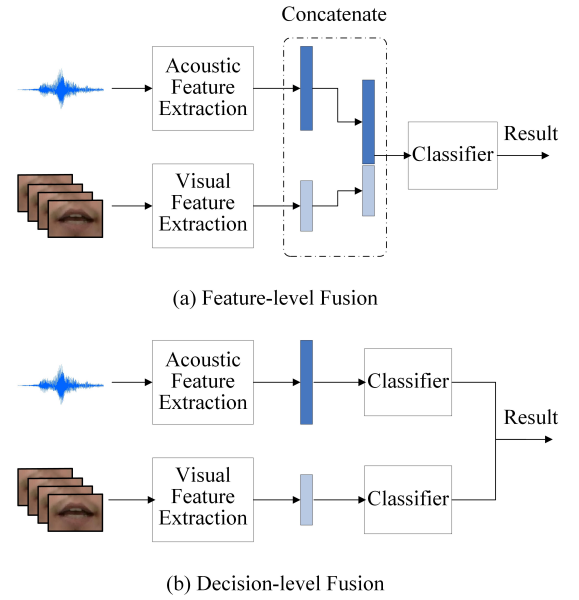 Concatenate
Acoustic
Feature
Extraction
Visual
Feature
Extraction
Classifier
Result
(a) Feature-level Fusion
Acoustic
Feature
Extraction
Classifier
Visual
Feature
Extraction
Classifier
Result
(b) Decision-level Fusion